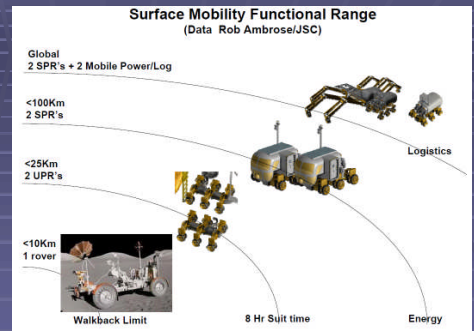 Surface Mobility Functional Range
(Data Rob Ambrose/JSC)
Global
2 SPR's + 2 Mobile Power/Log
<100Km
2 SPR's
Logistics
<25Km
2 UPR's
<10Km
1 rover
Walkback Limit
8 Hr Suit time
Energy